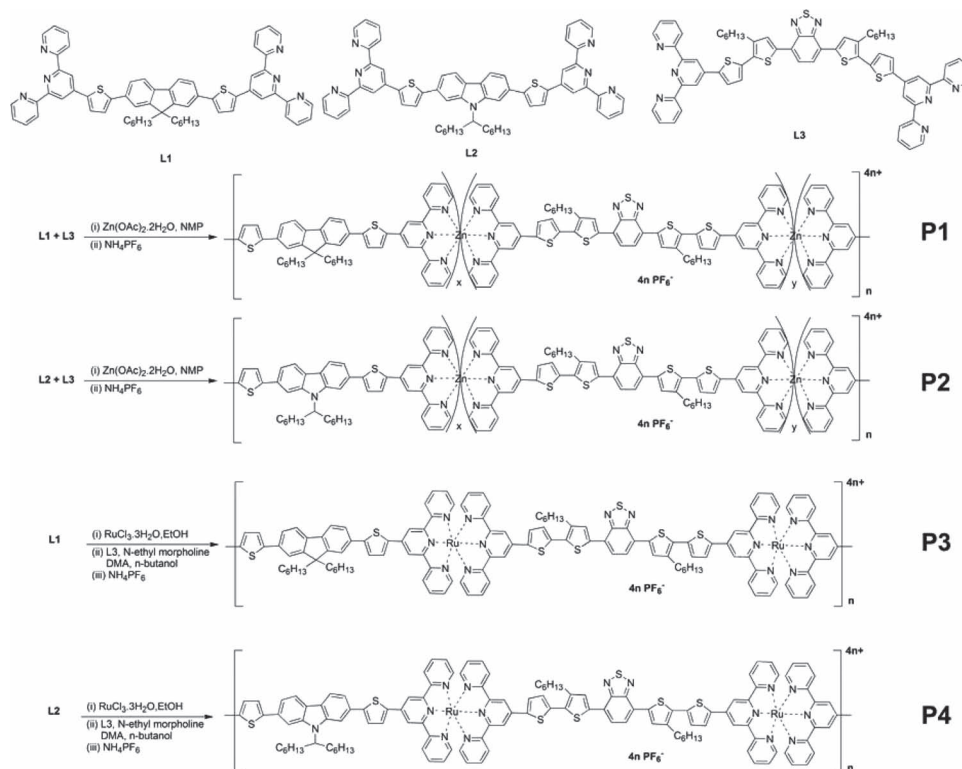 N
N
N
S
S
N
N
N
C6H13
C6H13
L1
N
N
N
S
N
S
N
N
N
C6H13
C6H13
L2
N
S
N
C6H13
C6H13
N
N
N
S
S
S
S
N
N
N
L3
L1 + L3
(i) Zn(OAc)2.2H2O, NMP
(ii) NH4PF6
S
C6H13
C6H13
S
N
N
N
Zn
x
N
N
N
C6H13
S
S
N
S
N
S
S
C6H13
N
N
N
Zn
y
N
N
N
4n PF6-
4n+
n
P1
L2 + L3
(i) Zn(OAc)2.2H2O, NMP
(ii) NH4PF6
S
N
C6H13
C6H13
S
N
N
N
Zn
x
N
N
N
C6H13
S
S
N
S
N
S
S
C6H13
N
N
N
Zn
y
N
N
N
4n PF6-
4n+
n
P2
L1
(i) RuCl3.3H2O,EtOH
(ii) L3, N-ethyl morpholine
DMA, n-butanol
(iii) NH4PF6
S
C6H13
C6H13
S
N
N
N
Ru
N
N
N
C6H13
S
S
N
S
N
S
S
C6H13
N
N
N
Ru
N
N
N
4n PF6-
4n+
n
P3
L2
(i) RuCl3.3H2O,EtOH
(ii) L3, N-ethyl morpholine
DMA, n-butanol
(iii) NH4PF6
S
N
C6H13
C6H13
S
N
N
N
Ru
N
N
N
C6H13
S
S
N
S
N
S
S
C6H13
N
N
N
Ru
N
N
N
4n PF6-
4n+
n
P4